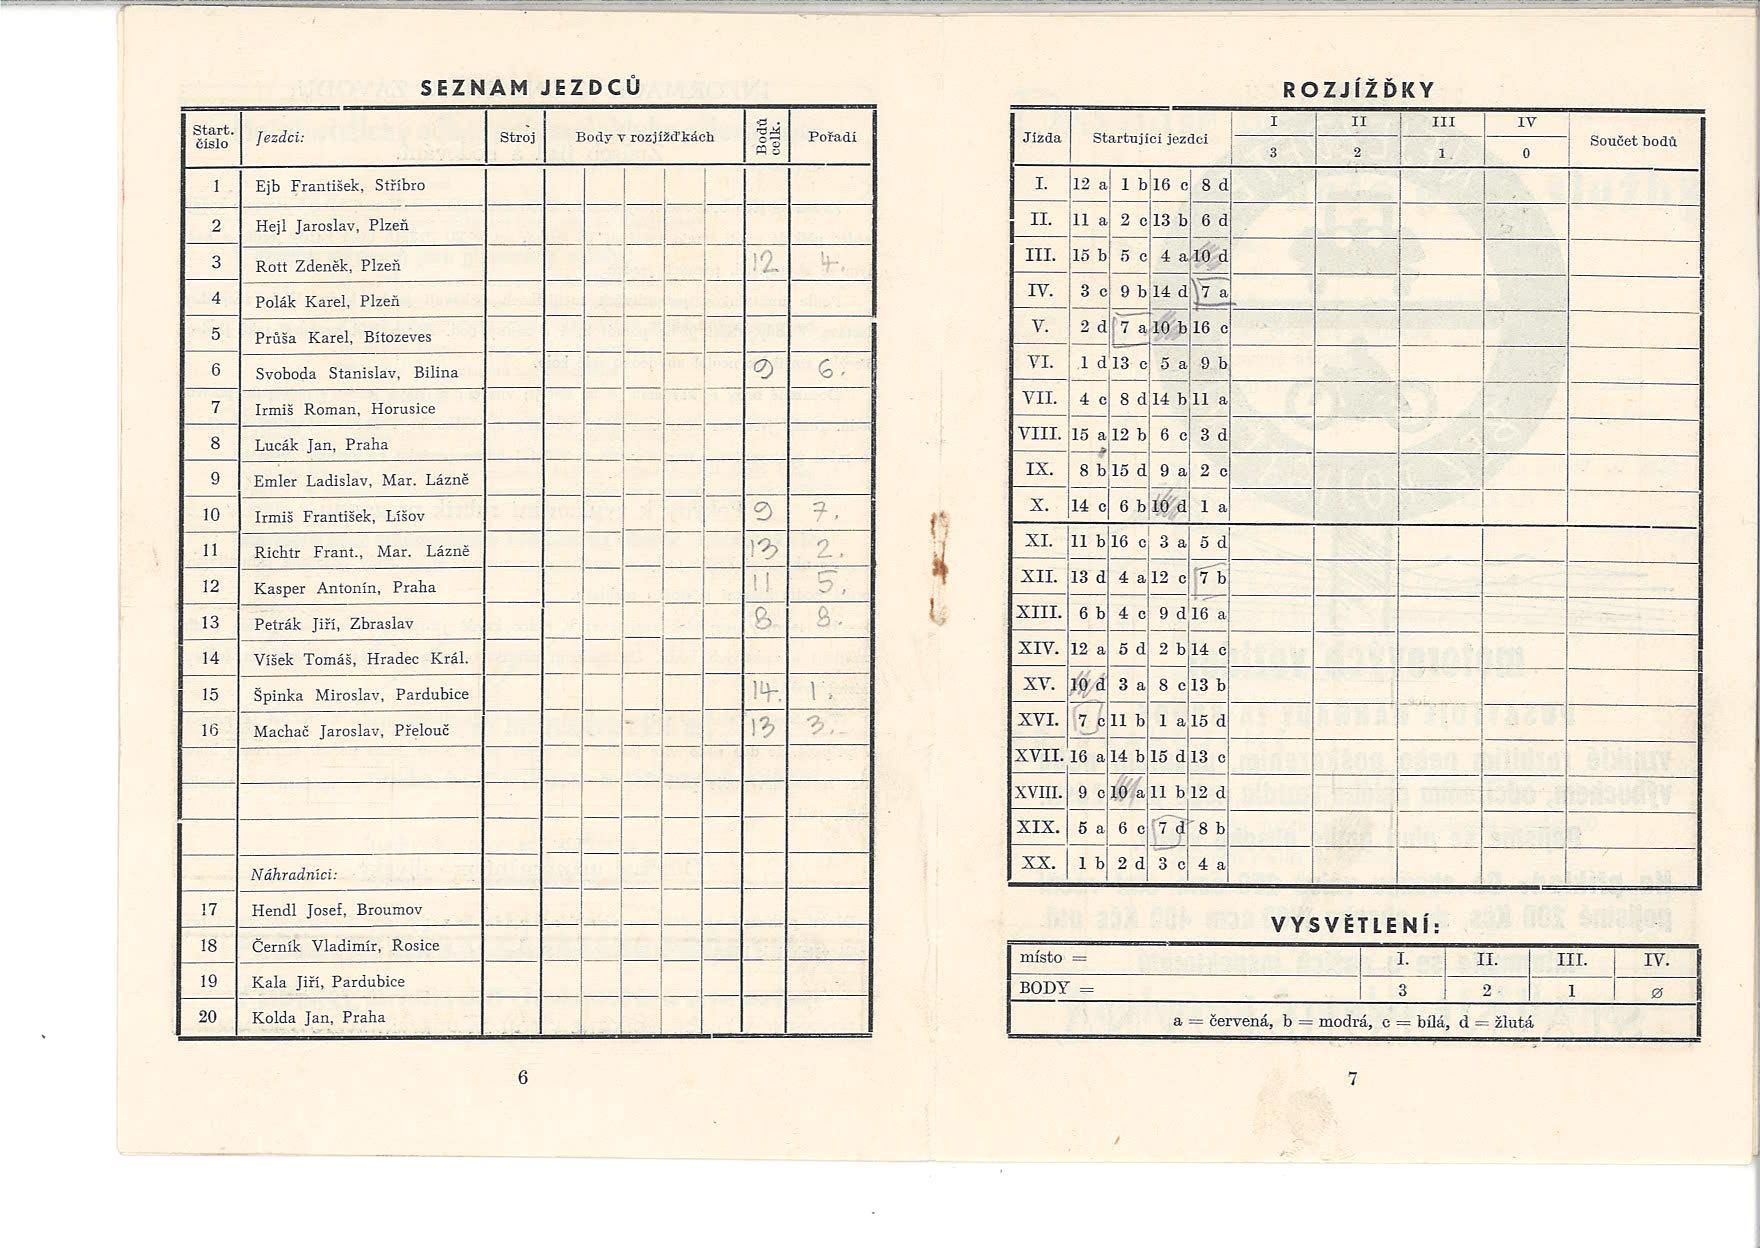 SEZNAM JEZDCŮ
Start. číslo Jezdci: Stroj Body v rozjížďkách Bodů celk. Pořadí
1 Ejb František, Stříbro
2 Hejl Jaroslav, Plzeň
3 Rott Zdeněk, Plzeň 12 4.
4 Polák Karel, Plzeň
5 Průša Karel, Bítozeves
6 Svoboda Stanislav, Bilina 9 6.
7 Irmiš Roman, Horusice
8 Lucák Jan, Praha
9 Emler Ladislav, Mar. Lázně
10 Irmiš František, Líšov 9 7.
11 Richtr Frant., Mar. Lázně 13 2.
12 Kasper Antonín, Praha 11 5.
13 Petrák Jiří, Zbraslav 8 8.
14 Víšek Tomáš, Hradec Král.
15 Špinka Miroslav, Pardubice 14. 1.
16 Machač Jaroslav, Přelouč 13 3.
Náhradníci:
17 Hendl Josef, Broumov
18 Černík Vladimír, Rosice
19 Kala Jiří, Pardubice
20 Kolda Jan, Praha
6
ROZJÍŽĎKY
Jízda Startující jezdci I II III IV Součet bodů
3 2 1 0
I. 12 a 1 b 16 c 8 d
II. 11 a 2 c 13 b 6 d
III. 15 b 5 c 4 a 10 d
IV. 3 c 9 b 14 d 7 a
V. 2 d 7 a 10 b 16 c
VI. 1 d 13 c 5 a 9 b
VII. 4 c 8 d 14 b 11 a
VIII. 15 a 12 b 6 c 3 d
IX. 8 b 15 d 9 a 2 c
X. 14 c 6 b 10 d 1 a
XI. 11 b 16 c 3 a 5 d
XII. 13 d 4 a 12 c 7 b
XIII. 6 b 4 c 9 d 16 a
XIV. 12 a 5 d 2 b 14 c
XV. 10 d 3 a 8 c 13 b
XVI. 7 c 11 b 1 a 15 d
XVII. 16 a 14 b 15 d 13 c
XVIII. 9 c 10 a 11 b 12 d
XIX. 5 a 6 c 7 d 8 b
XX. 1 b 2 d 3 c 4 a
VYSVĚTLENÍ:
místo = I. II. III. IV.
BODY = 3 2 1 ø
a = červená, b = modrá, c = bílá, d = žlutá
7